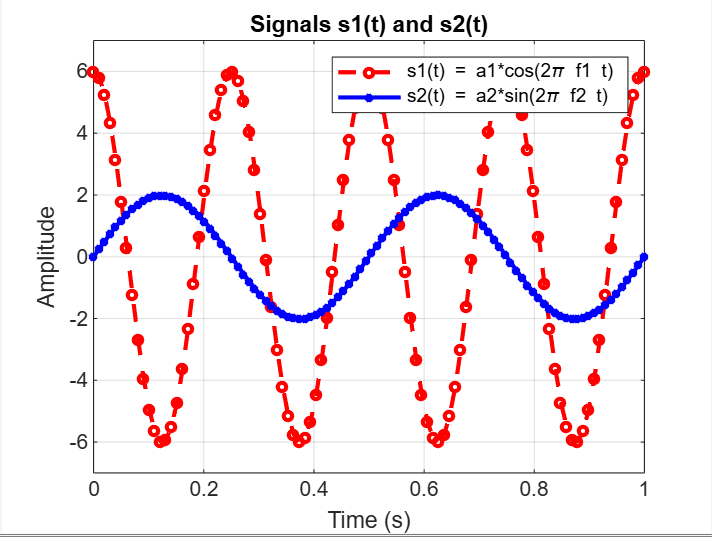 Signals s1(t) and s2(t)
s1(t) = a1*cos(2π f1 t)
s2(t) = a2*sin(2π f2 t)
Amplitude
6
4
2
0
-2
-4
-6
0 0.2 0.4 0.6 0.8 1
Time (s)